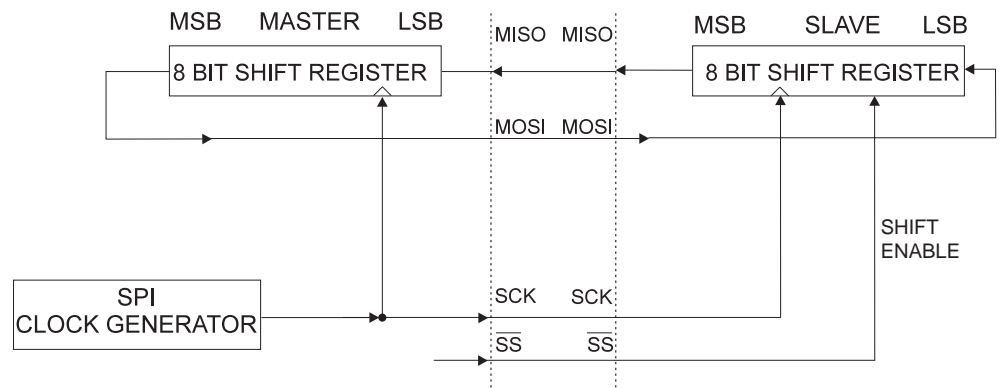 MSB MASTER LSB
MISO MISO
MSB SLAVE LSB
8 BIT SHIFT REGISTER
8 BIT SHIFT REGISTER
MOSI MOSI
SHIFT
ENABLE
SPI
CLOCK GENERATOR
SCK SCK
SS SS